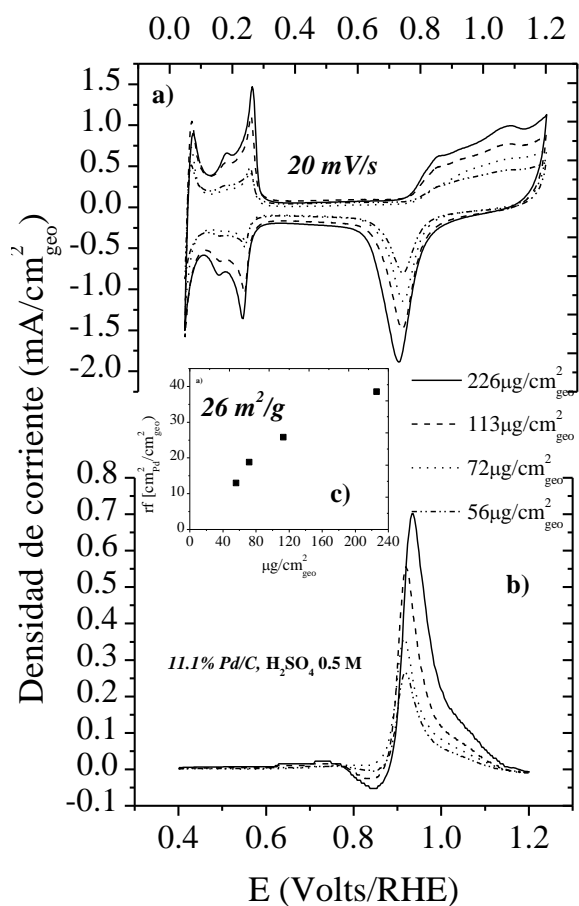 0.0 0.2 0.4 0.6 0.8 1.0 1.2
a)
20 mV/s
1.5
1.0
0.5
0.0
-0.5
-1.0
-1.5
-2.0
Densidad de corriente (mA/cm²geo)
226μg/cm²geo
113μg/cm²geo
72μg/cm²geo
56μg/cm²geo
a)
26 m²/g
c)
rf [cm²Pd/cm²geo]
40
30
20
10
0
0 40 80 120 160 200 240
μg/cm²geo
b)
11.1% Pd/C, H₂SO₄ 0.5 M
0.8
0.7
0.6
0.5
0.4
0.3
0.2
0.1
0.0
-0.1
0.4 0.6 0.8 1.0 1.2
E (Volts/RHE)